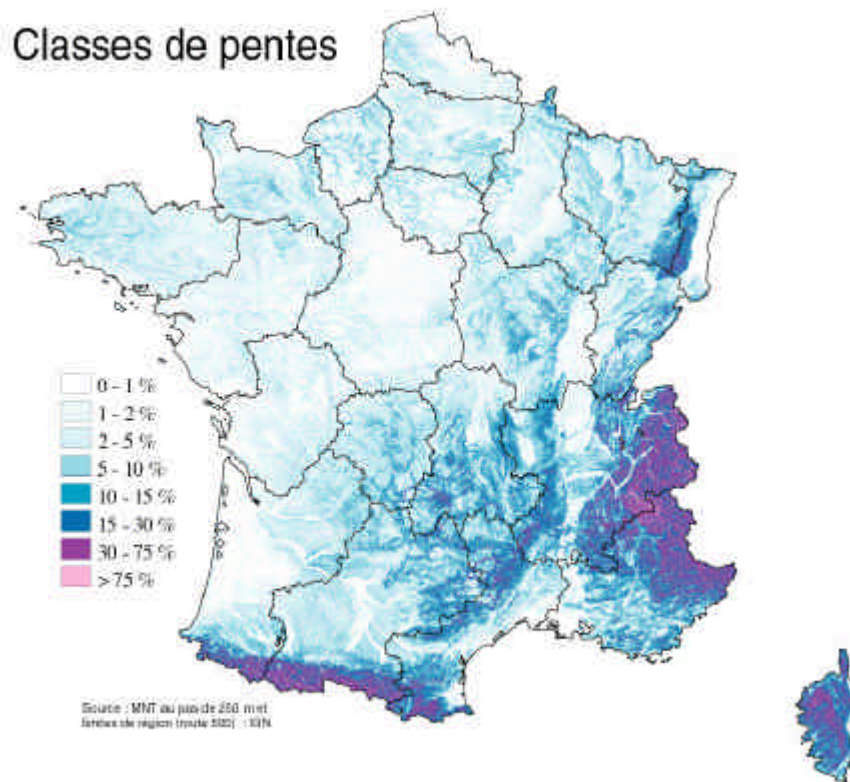 Classes de pentes
0 - 1 %
1 - 2 %
2 - 5 %
5 - 10 %
10 - 15 %
15 - 30 %
30 - 75 %
>75 %
Source : MNT au pas de 250 m et
limites de région (route 500) : IGN